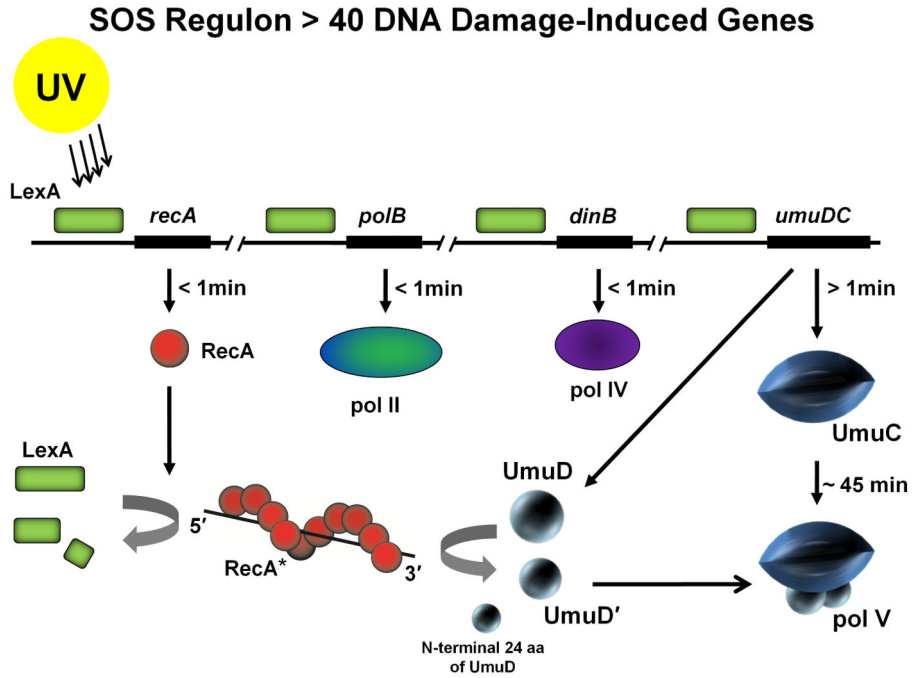 SOS Regulon > 40 DNA Damage-Induced Genes
UV
LexA
recA
polB
dinB
umuDC
< 1min
< 1min
< 1min
> 1min
RecA
pol II
pol IV
UmuC
LexA
UmuD
~ 45 min
5′
RecA*
3′
UmuD′
pol V
N-terminal 24 aa
of UmuD